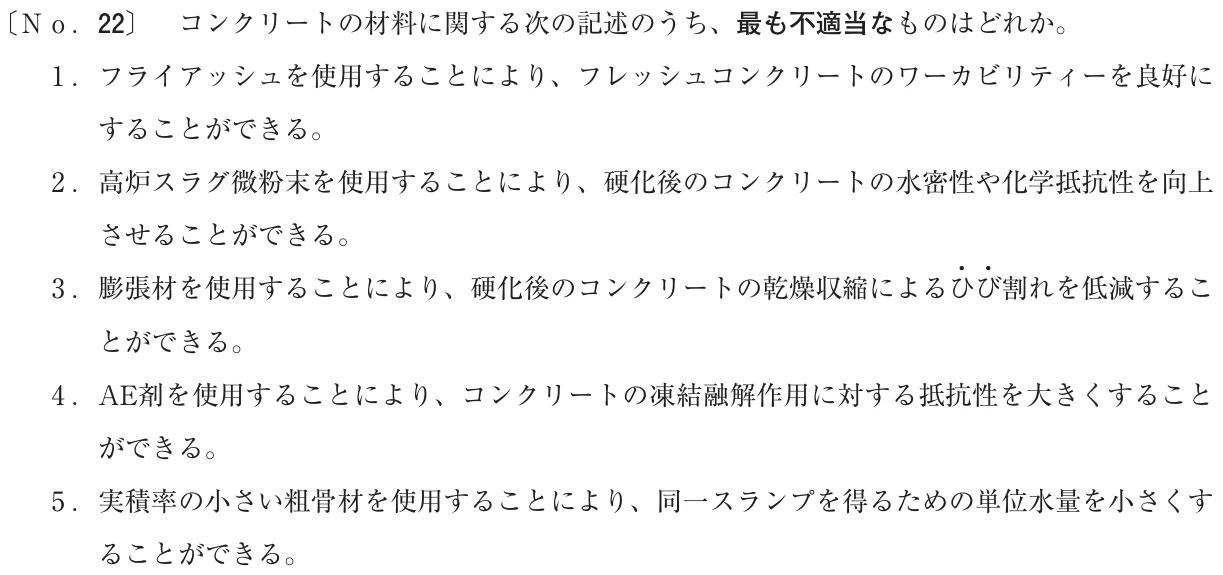 〔Ｎｏ．22〕　コンクリートの材料に関する次の記述のうち、最も不適当なものはどれか。
１．フライアッシュを使用することにより、フレッシュコンクリートのワーカビリティーを良好に
することができる。
２．高炉スラグ微粉末を使用することにより、硬化後のコンクリートの水密性や化学抵抗性を向上
させることができる。
３．膨張材を使用することにより、硬化後のコンクリートの乾燥収縮によるひび割れを低減するこ
とができる。
４．AE剤を使用することにより、コンクリートの凍結融解作用に対する抵抗性を大きくすること
ができる。
５．実積率の小さい粗骨材を使用することにより、同一スランプを得るための単位水量を小さくす
ることができる。